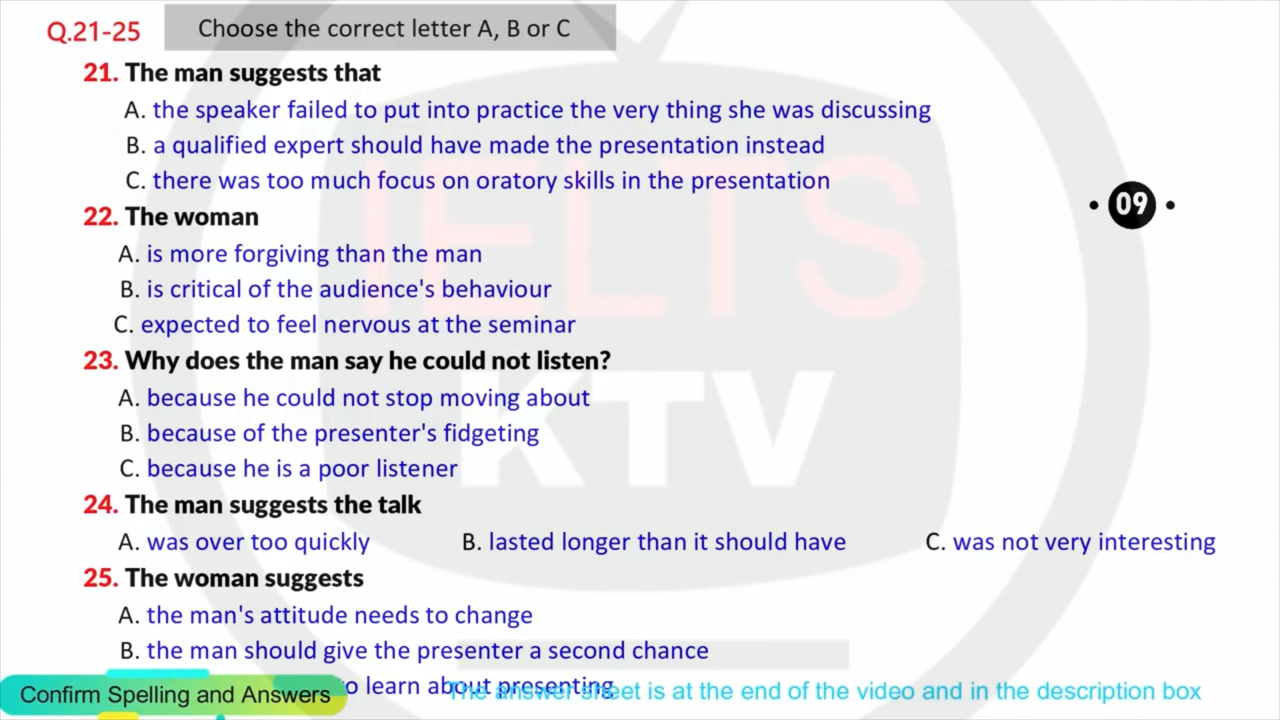 Q.21-25 Choose the correct letter A, B or C
21. The man suggests that
A. the speaker failed to put into practice the very thing she was discussing
B. a qualified expert should have made the presentation instead
C. there was too much focus on oratory skills in the presentation
09
22. The woman
A. is more forgiving than the man
B. is critical of the audience's behaviour
C. expected to feel nervous at the seminar
23. Why does the man say he could not listen?
A. because he could not stop moving about
B. because of the presenter's fidgeting
C. because he is a poor listener
24. The man suggests the talk
A. was over too quickly B. lasted longer than it should have C. was not very interesting
25. The woman suggests
A. the man's attitude needs to change
B. the man should give the presenter a second chance
to learn about presenting
Confirm Spelling and Answers
The answer sheet is at the end of the video and in the description box
IELTS
KTV